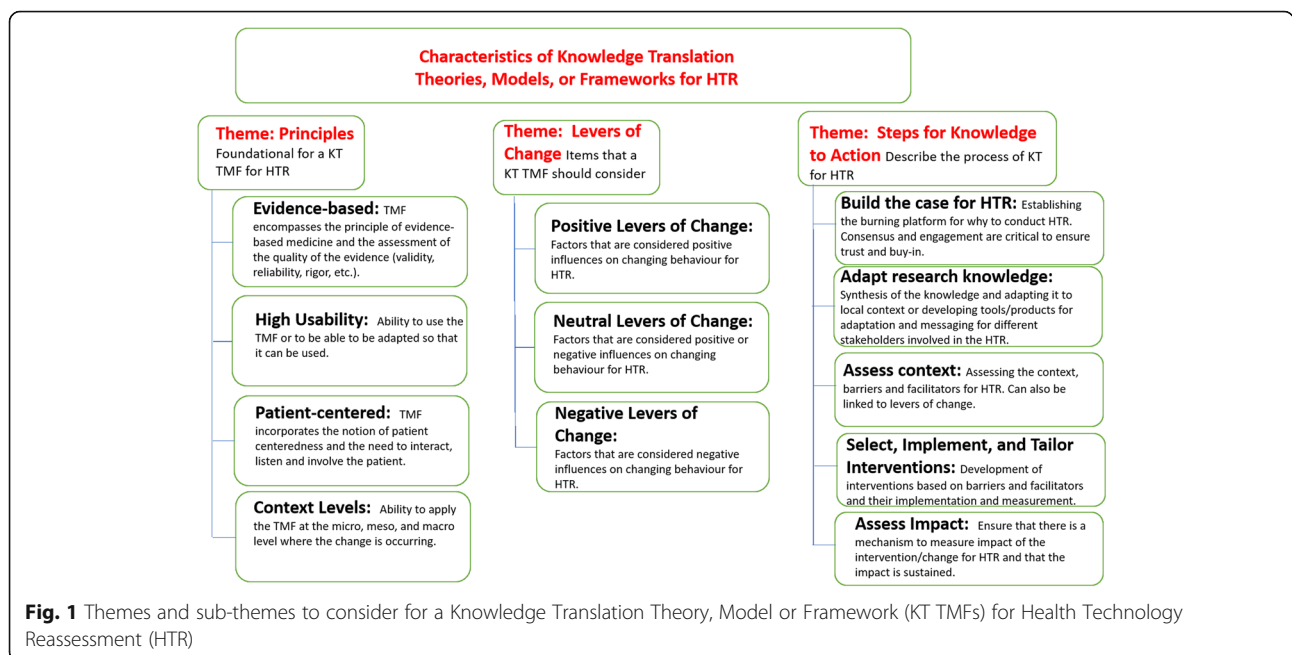 Characteristics of Knowledge Translation
Theories, Models, or Frameworks for HTR
Theme: Principles
Foundational for a KT
TMF for HTR
Evidence-based: TMF
encompasses the principle of evidence-
based medicine and the assessment of
the quality of the evidence (validity,
reliability, rigor, etc.).
High Usability: Ability to use the
TMF or to be able to be adapted so that
it can be used.
Patient-centered: TMF
incorporates the notion of patient
centeredness and the need to interact,
listen and involve the patient.
Context Levels: Ability to apply
the TMF at the micro, meso, and macro
level where the change is occurring.
Theme: Levers of
Change Items that a
KT TMF should consider
Positive Levers of Change:
Factors that are considered positive
influences on changing behaviour for
HTR.
Neutral Levers of Change:
Factors that are considered positive or
negative influences on changing
behaviour for HTR.
Negative Levers of
Change:
Factors that are considered negative
influences on changing behaviour for
HTR.
Theme: Steps for Knowledge
to Action Describe the process of KT
for HTR
Build the case for HTR: Establishing
the burning platform for why to conduct HTR.
Consensus and engagement are critical to ensure
trust and buy-in.
Adapt research knowledge:
Synthesis of the knowledge and adapting it to
local context or developing tools/products for
adaptation and messaging for different
stakeholders involved in the HTR.
Assess context: Assessing the context,
barriers and facilitators for HTR. Can also be
linked to levers of change.
Select, Implement, and Tailor
Interventions: Development of
interventions based on barriers and facilitators
and their implementation and measurement.
Assess Impact: Ensure that there is a
mechanism to measure impact of the
intervention/change for HTR and that the
impact is sustained.
Fig. 1 Themes and sub-themes to consider for a Knowledge Translation Theory, Model or Framework (KT TMFs) for Health Technology
Reassessment (HTR)